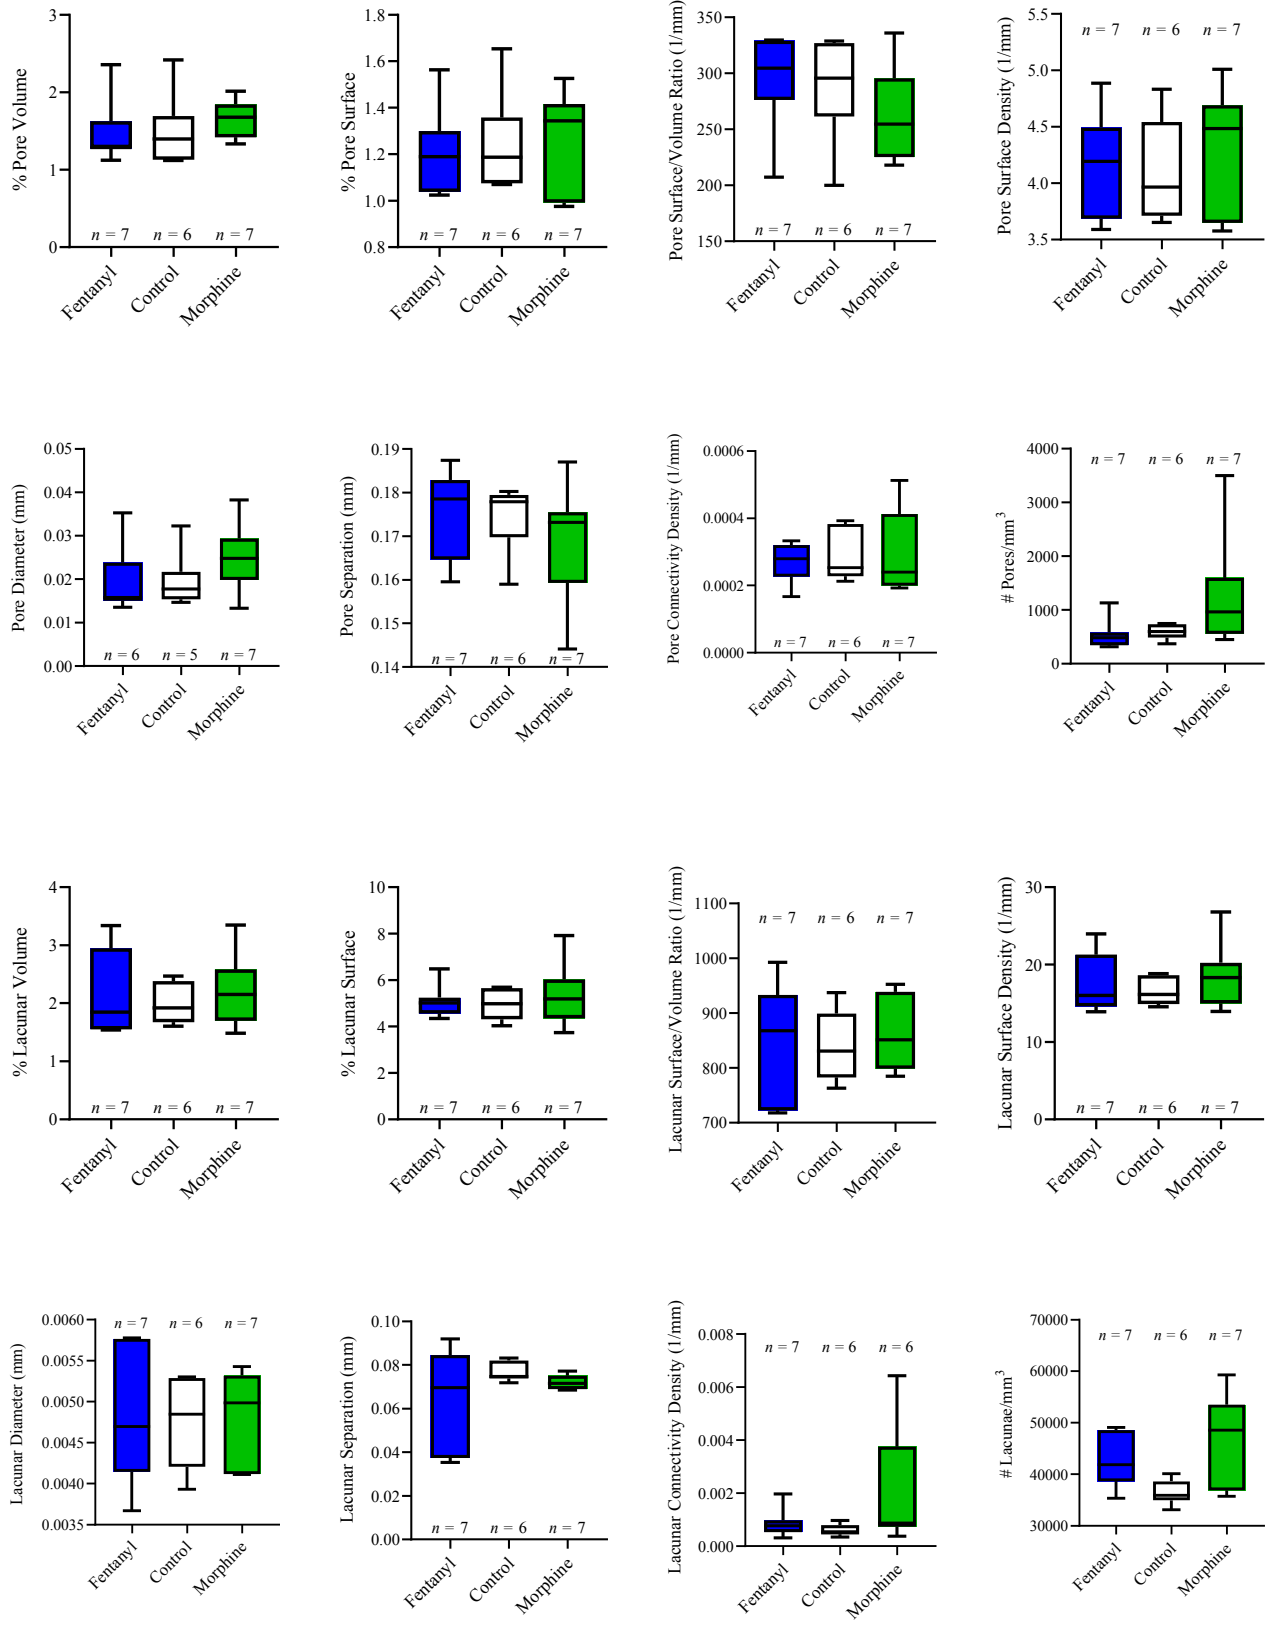 % Pore Volume
3
2
1
0
n = 7
n = 6
n = 7
Fentanyl
Control
Morphine
% Pore Surface
1.8
1.6
1.4
1.2
1.0
0.8
n = 7
n = 6
n = 7
Fentanyl
Control
Morphine
Pore Surface/Volume Ratio (1/mm)
350
300
250
200
150
n = 7
n = 6
n = 7
Fentanyl
Control
Morphine
Pore Surface Density (1/mm)
5.5
5.0
4.5
4.0
3.5
n = 7
n = 6
n = 7
Fentanyl
Control
Morphine
Pore Diameter (mm)
0.05
0.04
0.03
0.02
0.01
0.00
n = 6
n = 5
n = 7
Fentanyl
Control
Morphine
Pore Separation (mm)
0.19
0.18
0.17
0.16
0.15
0.14
n = 7
n = 6
n = 7
Fentanyl
Control
Morphine
Pore Connectivity Density (1/mm)
0.0006
0.0004
0.0002
0.0000
n = 7
n = 6
n = 7
Fentanyl
Control
Morphine
# Pores/mm³
4000
3000
2000
1000
0
n = 7
n = 6
n = 7
Fentanyl
Control
Morphine
% Lacunar Volume
4
3
2
1
0
n = 7
n = 6
n = 7
Fentanyl
Control
Morphine
% Lacunar Surface
10
8
6
4
2
0
n = 7
n = 6
n = 7
Fentanyl
Control
Morphine
Lacunar Surface/Volume Ratio (1/mm)
1100
1000
900
800
700
n = 7
n = 6
n = 7
Fentanyl
Control
Morphine
Lacunar Surface Density (1/mm)
30
20
10
0
n = 7
n = 6
n = 7
Fentanyl
Control
Morphine
Lacunar Diameter (mm)
0.0060
0.0055
0.0050
0.0045
0.0040
0.0035
n = 7
n = 6
n = 7
Fentanyl
Control
Morphine
Lacunar Separation (mm)
0.10
0.08
0.06
0.04
0.02
0.00
n = 7
n = 6
n = 7
Fentanyl
Control
Morphine
Lacunar Connectivity Density (1/mm)
0.008
0.006
0.004
0.002
0.000
n = 7
n = 6
n = 6
Fentanyl
Control
Morphine
# Lacunae/mm³
70000
60000
50000
40000
30000
n = 7
n = 6
n = 7
Fentanyl
Control
Morphine